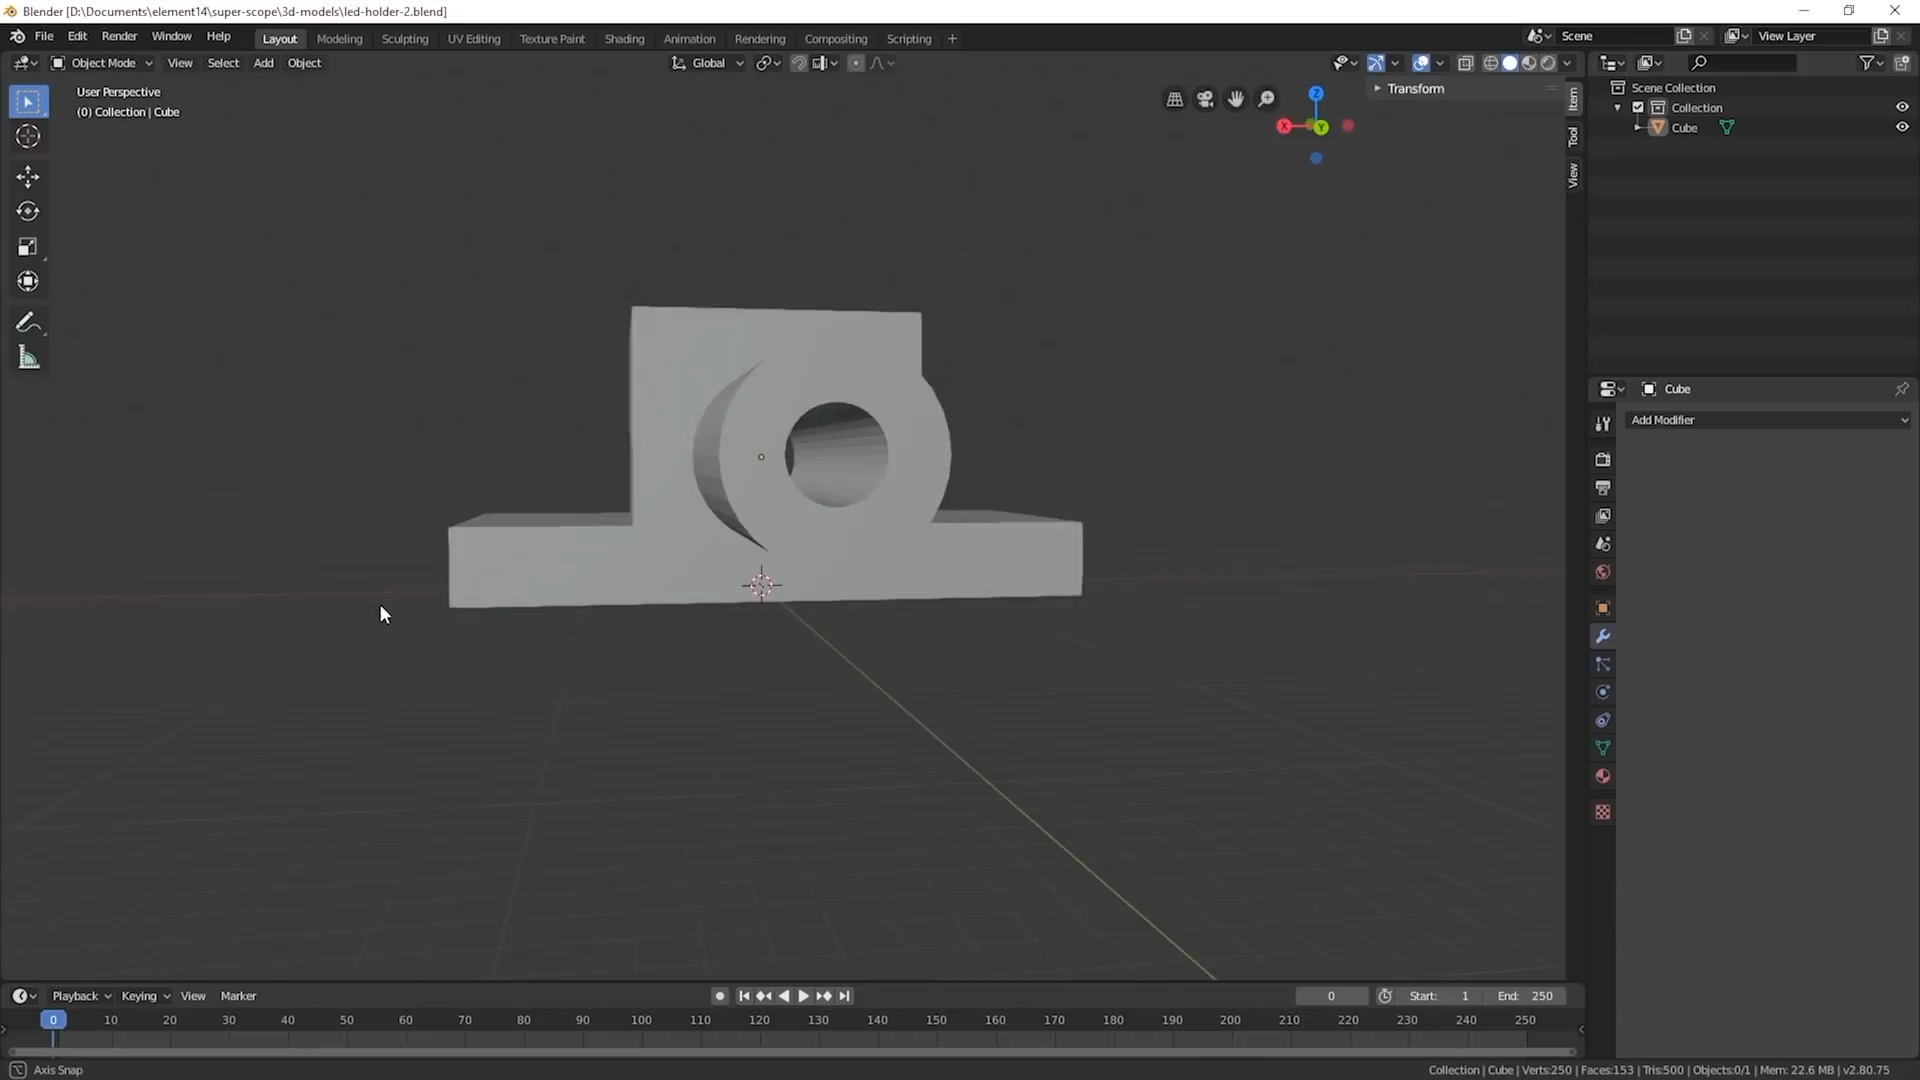 Blender [D:\Documents\element14\super-scope\3d-models\led-holder-2.blend]
File Edit Render Window Help
Layout Modeling Sculpting UV Editing Texture Paint Shading Animation Rendering Compositing Scripting +
Scene
View Layer
Object Mode View Select Add Object
Global
User Perspective
(0) Collection | Cube
Transform
Item
Tool
View
X
Y
Z
Scene Collection
Collection
Cube
Cube
Add Modifier
Playback Keying View Marker
0
Start: 1
End: 250
0 10 20 30 40 50 60 70 80 90 100 110 120 130 140 150 160 170 180 190 200 210 220 230 240 250
Axis Snap
Collection | Cube | Verts:250 | Faces:153 | Tris:500 | Objects:0/1 | Mem: 22.6 MB | v2.80.75